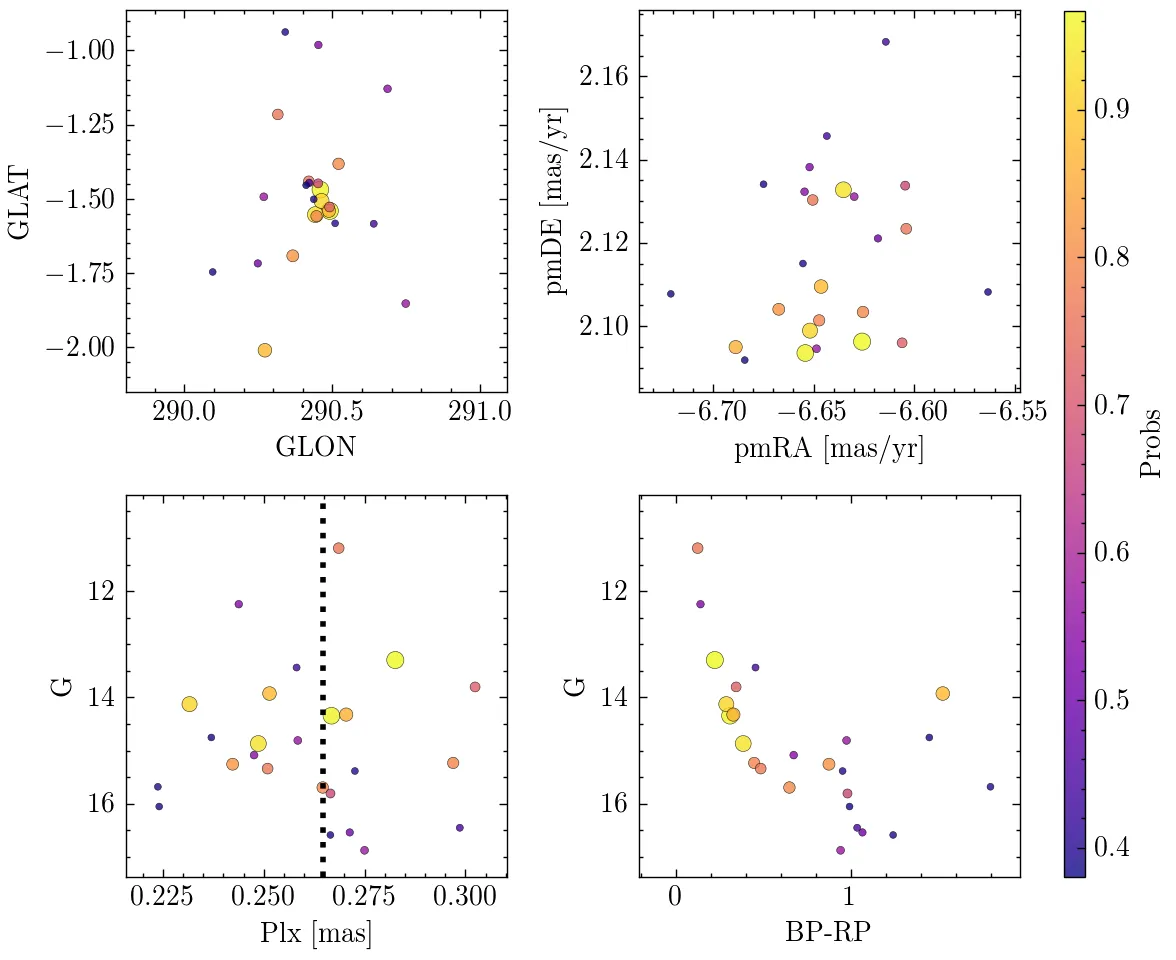 −1.00
−1.25
−1.50
−1.75
−2.00
GLAT
290.0 290.5 291.0
GLON
2.16
2.14
2.12
2.10
pmDE [mas/yr]
−6.70 −6.65 −6.60 −6.55
pmRA [mas/yr]
12
14
16
G
0.225 0.250 0.275 0.300
Plx [mas]
12
14
16
G
0 1
BP-RP
0.9
0.8
0.7
0.6
0.5
0.4
Probs